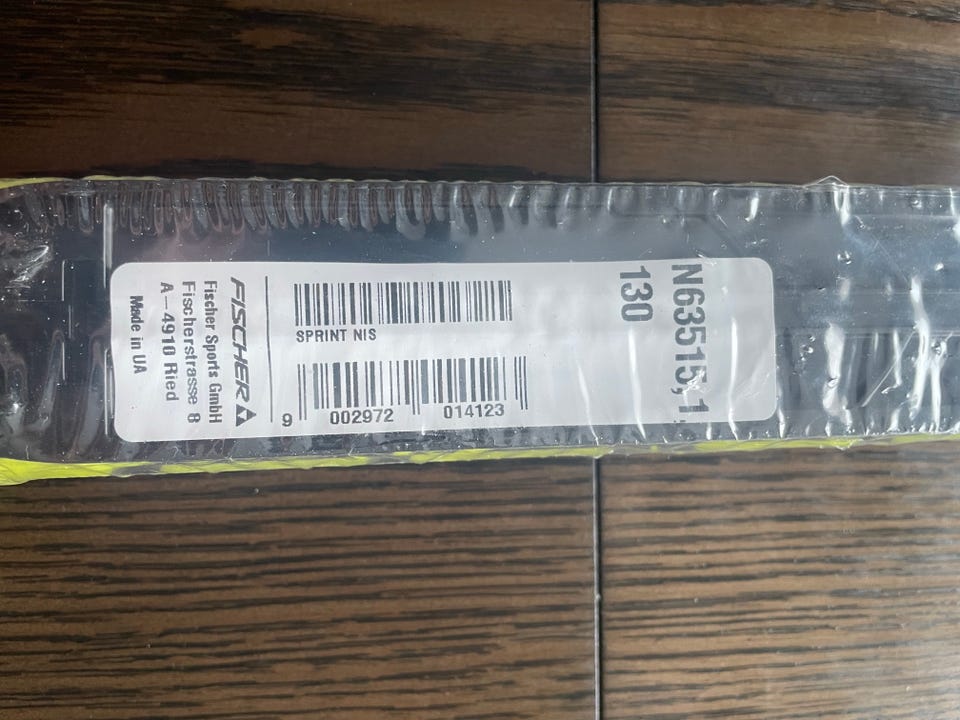 N63515,1
130
SPRINT NIS
9 002972 014123
FISCHER
Fischer Sports GmbH
Fischerstrasse 8
A-4910 Ried
Made in UA